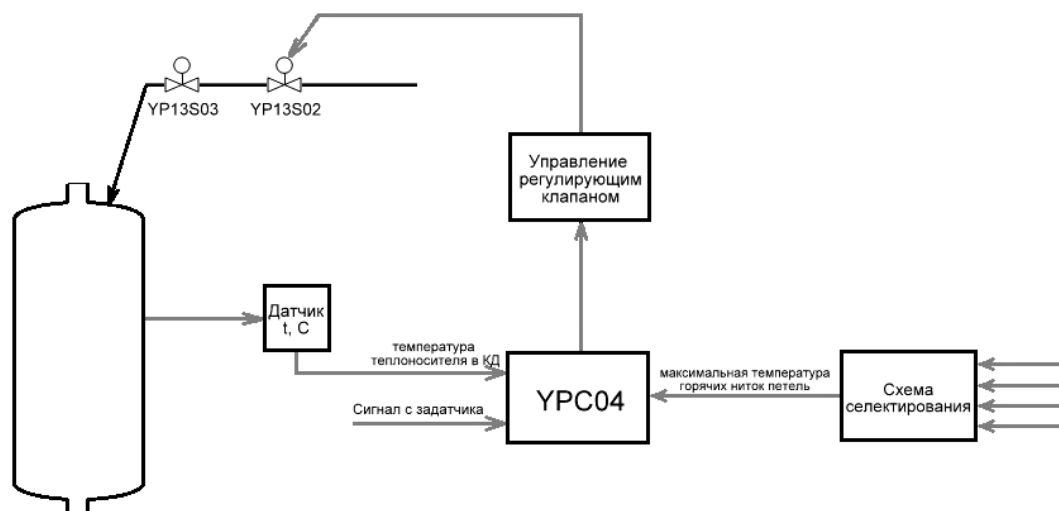 YP13S03
YP13S02
Управление
регулирующим
клапаном
Датчик
t, C
температура
теплоносителя в КД
Сигнал с задатчика
YPC04
максимальная температура
горячих ниток петель
Схема
селектирования